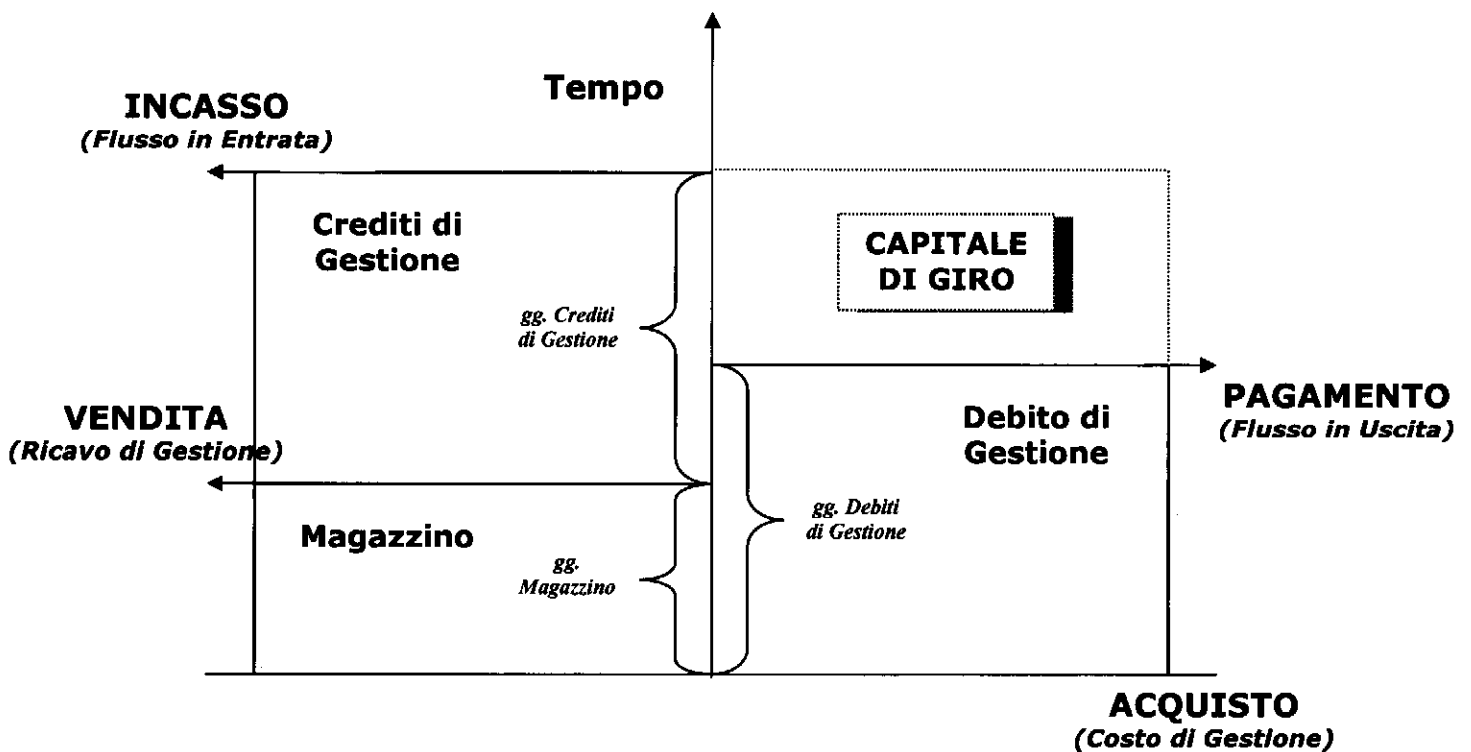 Tempo
INCASSO
(Flusso in Entrata)
Crediti di
Gestione
CAPITALE
DI GIRO
gg. Crediti
di Gestione
VENDITA
(Ricavo di Gestione)
Debito di
Gestione
PAGAMENTO
(Flusso in Uscita)
Magazzino
gg.
Magazzino
gg. Debiti
di Gestione
ACQUISTO
(Costo di Gestione)